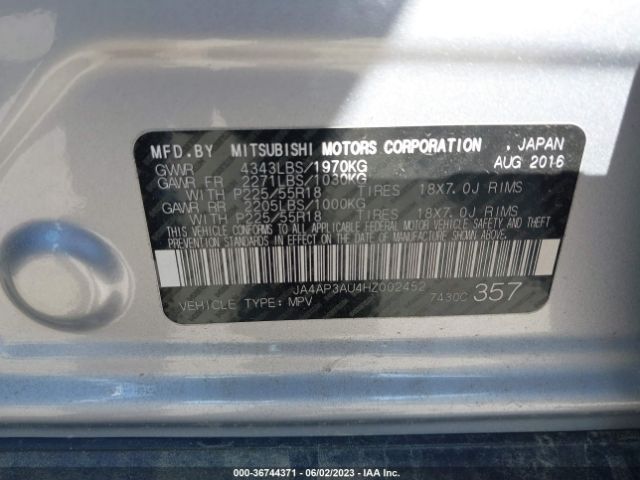 MFD.BY MITSUBISHI MOTORS CORPORATION , JAPAN
GVWR 4343LBS/1970KG AUG 2016
GAWR FR 2271LBS/1030KG
WITH P225/55R18 TIRES 18X7.0J RIMS
GAWR RR 2205LBS/1000KG
WITH P225/55R18 TIRES 18X7.0J RIMS
THIS VEHICLE CONFORMS TO ALL APPLICABLE FEDERAL MOTOR VEHICLE SAFETY AND THEFT
PREVENTION STANDARDS IN EFFECT ON THE DATE OF MANUFACTURE SHOWN ABOVE.
JA4AP3AU4HZ002452
VEHICLE TYPE: MPV 7430C 357
000-36744371 - 06/02/2023 - IAA Inc.